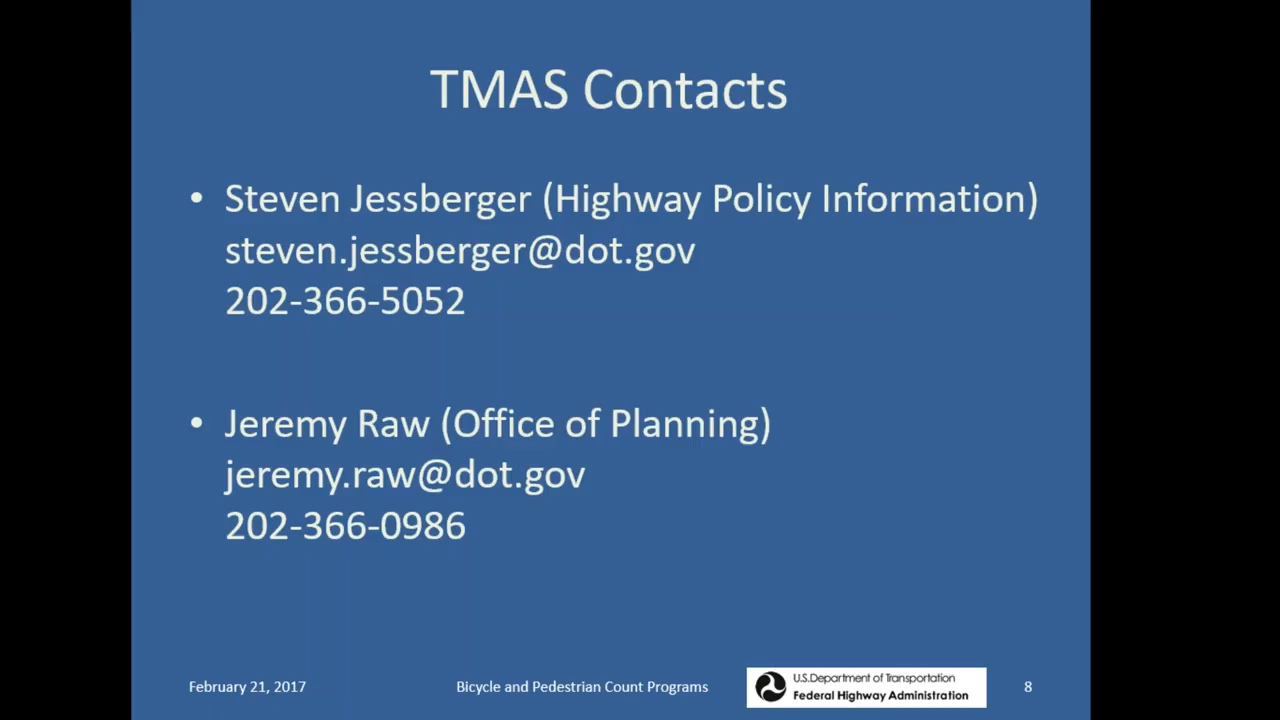 TMAS Contacts
• Steven Jessberger (Highway Policy Information)
steven.jessberger@dot.gov
202-366-5052
• Jeremy Raw (Office of Planning)
jeremy.raw@dot.gov
202-366-0986
February 21, 2017
Bicycle and Pedestrian Count Programs
U.S.Department of Transportation
Federal Highway Administration
8